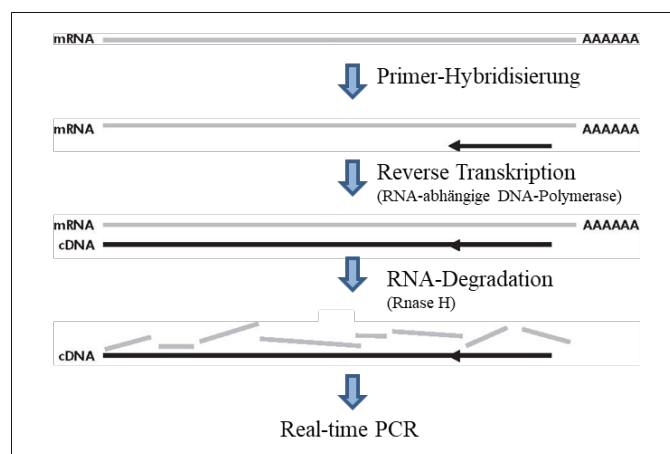 mRNA AAAAAA
Primer-Hybridisierung
mRNA AAAAAA
Reverse Transkription
(RNA-abhängige DNA-Polymerase)
mRNA AAAAAA
cDNA
RNA-Degradation
(Rnase H)
cDNA
Real-time PCR